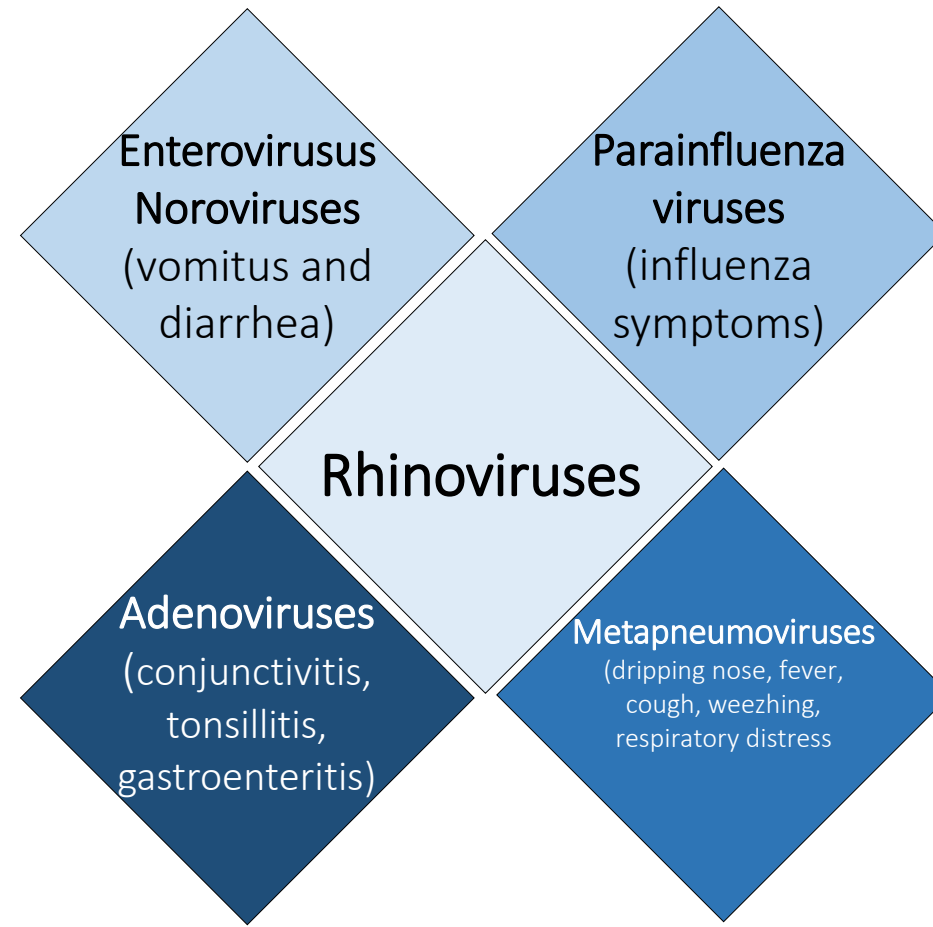 Enterovirusus
Noroviruses
(vomitus and
diarrhea)
Parainfluenza
viruses
(influenza
symptoms)
Rhinoviruses
Adenoviruses
(conjunctivitis,
tonsillitis,
gastroenteritis)
Metapneumoviruses
(dripping nose, fever,
cough, weezhing,
respiratory distress